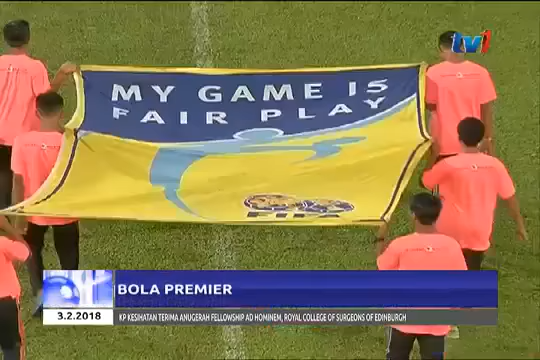 tv1
MY GAME IS
FAIR PLAY
FIFA
BOLA PREMIER
3.2.2018
KP KESIHATAN TERIMA ANUGERAH FELLOWSHIP AD HOMINEM, ROYAL COLLEGE OF SURGEONS OF EDINBURGH